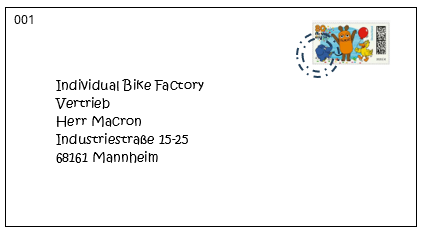 001
Individual Bike Factory
Vertrieb
Herr Macron
Industriestraße 15-25
68161 Mannheim